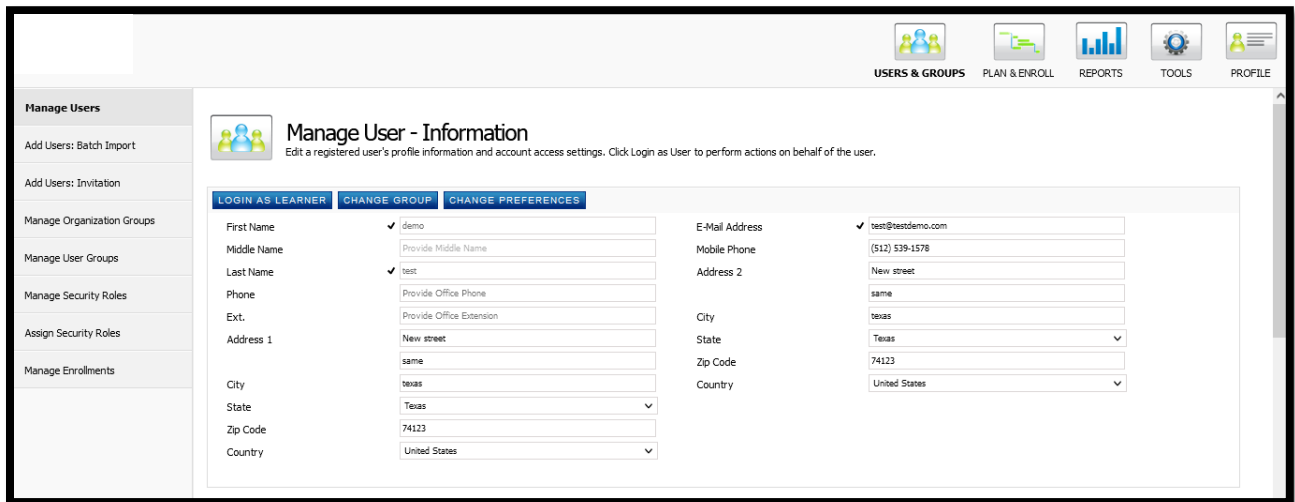 USERS & GROUPS PLAN & ENROLL REPORTS TOOLS PROFILE
Manage Users
Add Users: Batch Import
Add Users: Invitation
Manage Organization Groups
Manage User Groups
Manage Security Roles
Assign Security Roles
Manage Enrollments
Manage User - Information
Edit a registered user's profile information and account access settings. Click Login as User to perform actions on behalf of the user.
LOGIN AS LEARNER CHANGE GROUP CHANGE PREFERENCES
First Name demo
Middle Name Provide Middle Name
Last Name test
Phone Provide Office Phone
Ext. Provide Office Extension
Address 1 New street
same
City texas
State Texas
Zip Code 74123
Country United States
E-Mail Address test@testdemo.com
Mobile Phone (512) 539-1578
Address 2 New street
same
City texas
State Texas
Zip Code 74123
Country United States